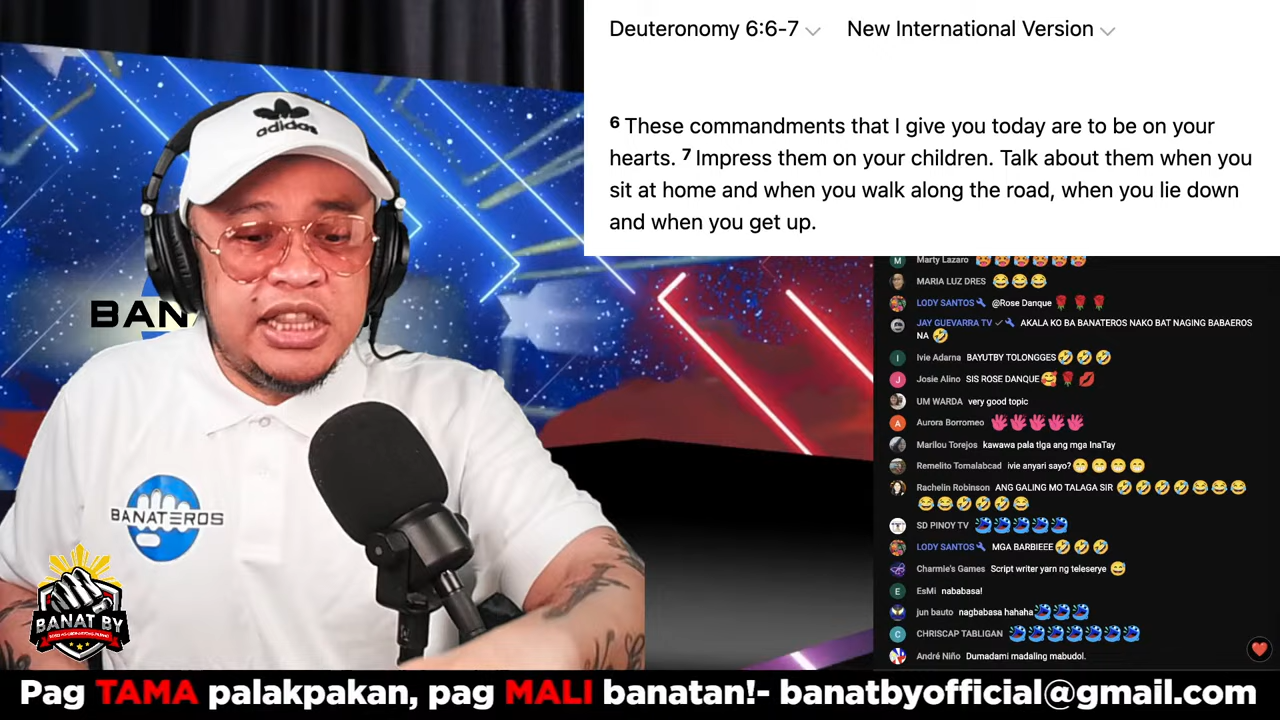 Deuteronomy 6:6-7 New International Version
6 These commandments that I give you today are to be on your
hearts. 7 Impress them on your children. Talk about them when you
sit at home and when you walk along the road, when you lie down
and when you get up.
adidas
BAN
BANATEROS
BANAT BY
M Marty Lazaro
MARIA LUZ DRES
LODY SANTOS @Rose Danque
JAY GUEVARRA TV AKALA KO BA BANATEROS NAKO BAT NAGING BABAEROS
NA
I Ivie Adarna BAYUTBY TOLONGGES
J Josie Alino SIS ROSE DANQUE
UM WARDA very good topic
A Aurora Borromeo
Marilou Torejos kawawa pala tlga ang mga InaTay
Remelito Tomalabcad ivie anyari sayo?
Rachelin Robinson ANG GALING MO TALAGA SIR
SD PINOY TV
LODY SANTOS MGA BARBIEEE
Charmie's Games Script writer yarn ng teleserye
E EsMi nababasa!
jun bauto nagbabasa hahaha
C CHRISCAP TABLIGAN
André Niño Dumadami madaling mabudol.
Pag TAMA palakpakan, pag MALI banatan!- banatbyofficial@gmail.com